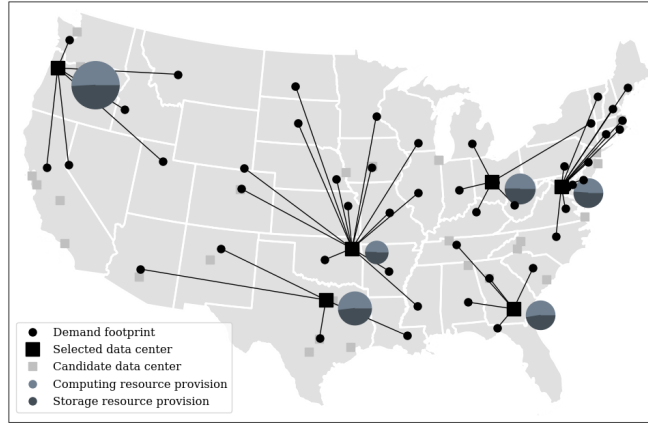 Demand footprint
Selected data center
Candidate data center
Computing resource provision
Storage resource provision